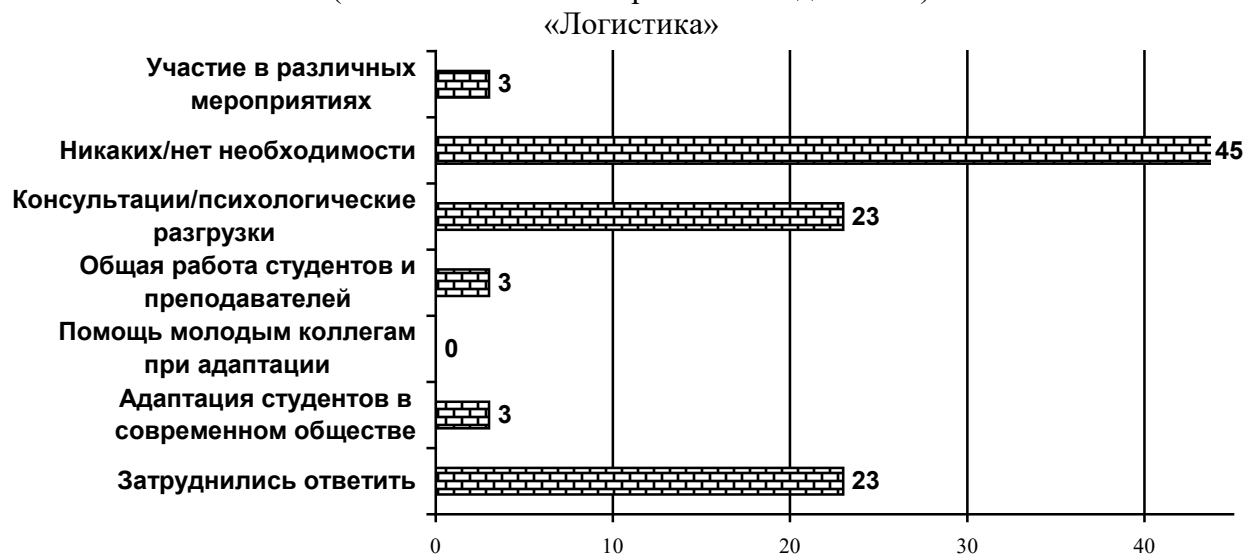 «Логистика»
Участие в различных
мероприятиях
3
Никаких/нет необходимости
45
Консультации/психологические
разгрузки
23
Общая работа студентов и
преподавателей
3
Помощь молодым коллегам
при адаптации
0
Адаптация студентов в
современном обществе
3
Затруднились ответить
23
0 10 20 30 40